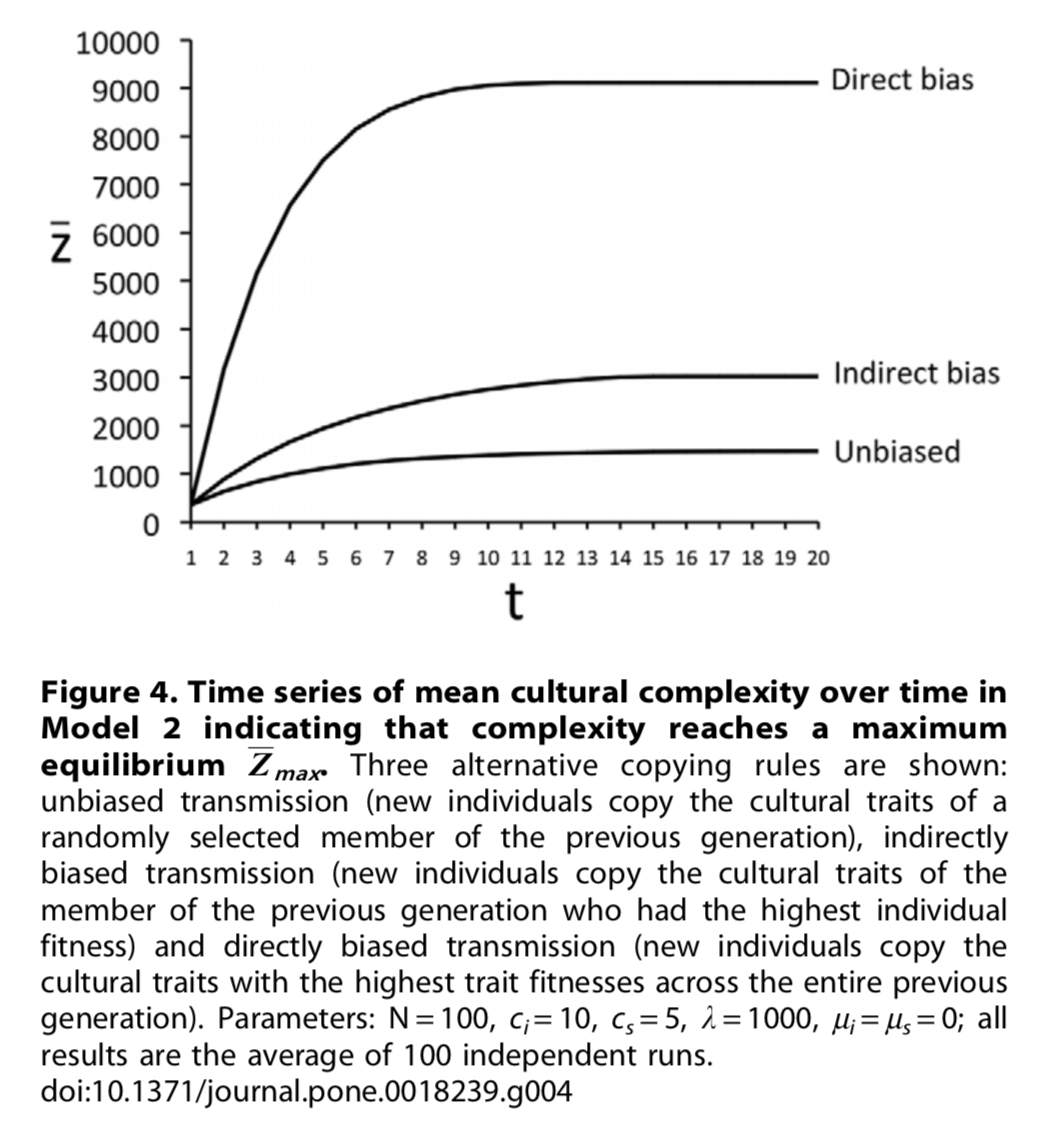 10000
9000
8000
7000
6000
5000
4000
3000
2000
1000
0
z̄
Direct bias
Indirect bias
Unbiased
1 2 3 4 5 6 7 8 9 10 11 12 13 14 15 16 17 18 19 20
t
Figure 4. Time series of mean cultural complexity over time in
Model 2 indicating that complexity reaches a maximum
equilibrium z̄max. Three alternative copying rules are shown:
unbiased transmission (new individuals copy the cultural traits of a
randomly selected member of the previous generation), indirectly
biased transmission (new individuals copy the cultural traits of the
member of the previous generation who had the highest individual
fitness) and directly biased transmission (new individuals copy the
cultural traits with the highest trait fitnesses across the entire previous
generation). Parameters: N = 100, ci = 10, cs = 5, λ = 1000, μi = μs = 0; all
results are the average of 100 independent runs.
doi:10.1371/journal.pone.0018239.g004